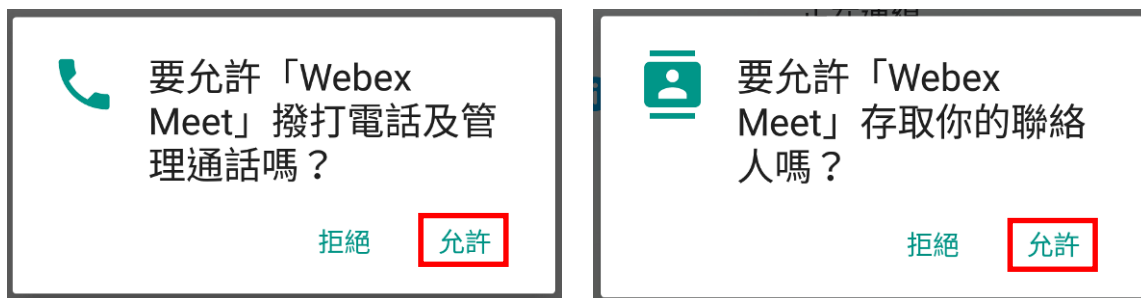 要允許「Webex
Meet」撥打電話及管
理通話嗎？
拒絕 允許
要允許「Webex
Meet」存取你的聯絡
人嗎？
拒絕 允許